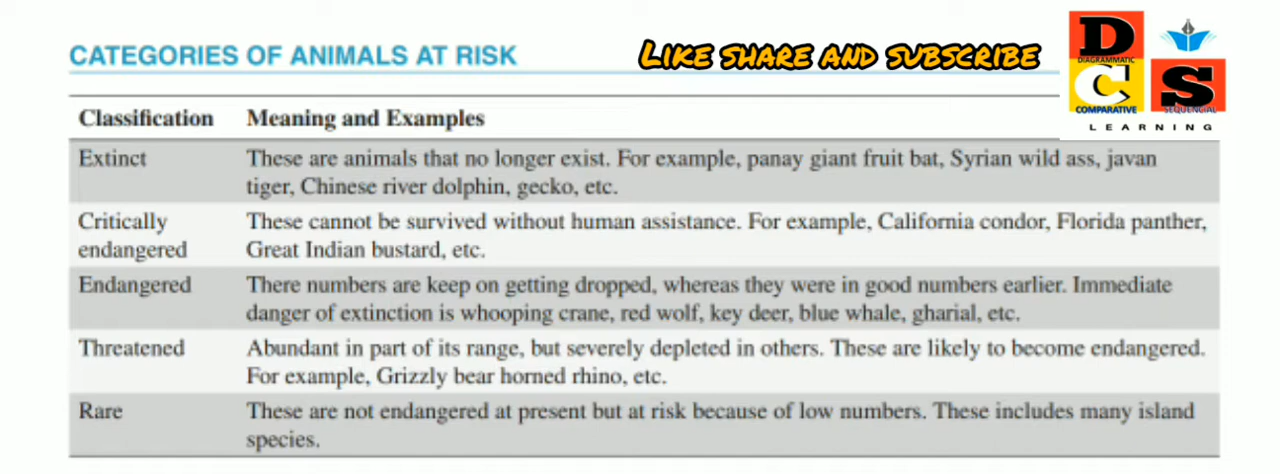 CATEGORIES OF ANIMALS AT RISK
LIKE SHARE AND SUBSCRIBE
D
DIAGRAMMATIC
C
COMPARATIVE
S
SEQUENCIAL
LEARNING
Classification Meaning and Examples
Extinct These are animals that no longer exist. For example, panay giant fruit bat, Syrian wild ass, javan
tiger, Chinese river dolphin, gecko, etc.
Critically These cannot be survived without human assistance. For example, California condor, Florida panther,
endangered Great Indian bustard, etc.
Endangered There numbers are keep on getting dropped, whereas they were in good numbers earlier. Immediate
danger of extinction is whooping crane, red wolf, key deer, blue whale, gharial, etc.
Threatened Abundant in part of its range, but severely depleted in others. These are likely to become endangered.
For example, Grizzly bear horned rhino, etc.
Rare These are not endangered at present but at risk because of low numbers. These includes many island
species.